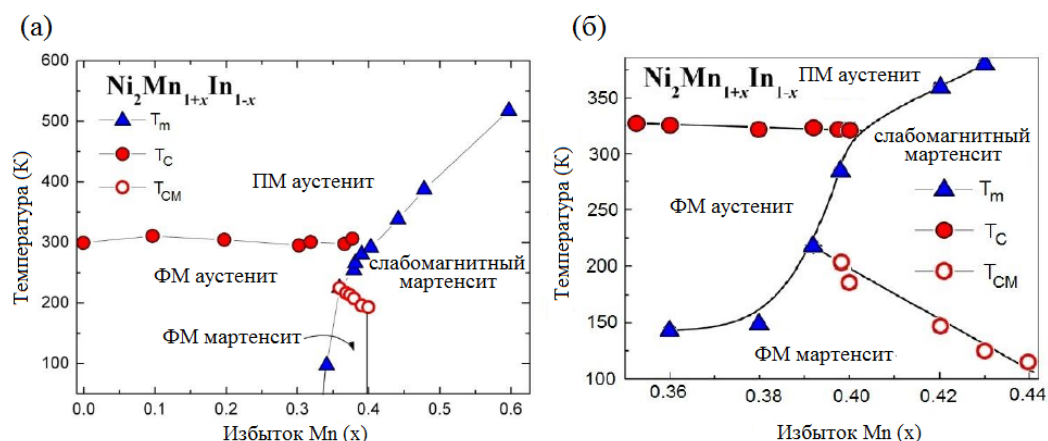 (а)
Ni2Mn1+xIn1-x
Tm
TC
TCM
ПМ аустенит
ФМ аустенит
слабомагнитный
мартенсит
ФМ мартенсит
Температура (К)
600
500
400
300
200
100
0.0 0.1 0.2 0.3 0.4 0.5 0.6
Избыток Mn (x)
(б)
ПМ аустенит
Ni2Mn1+xIn1-x
слабомагнитный
мартенсит
Tm
ФМ аустенит
TC
TCM
ФМ мартенсит
Температура (К)
350
300
250
200
150
100
0.36 0.38 0.40 0.42 0.44
Избыток Mn (x)